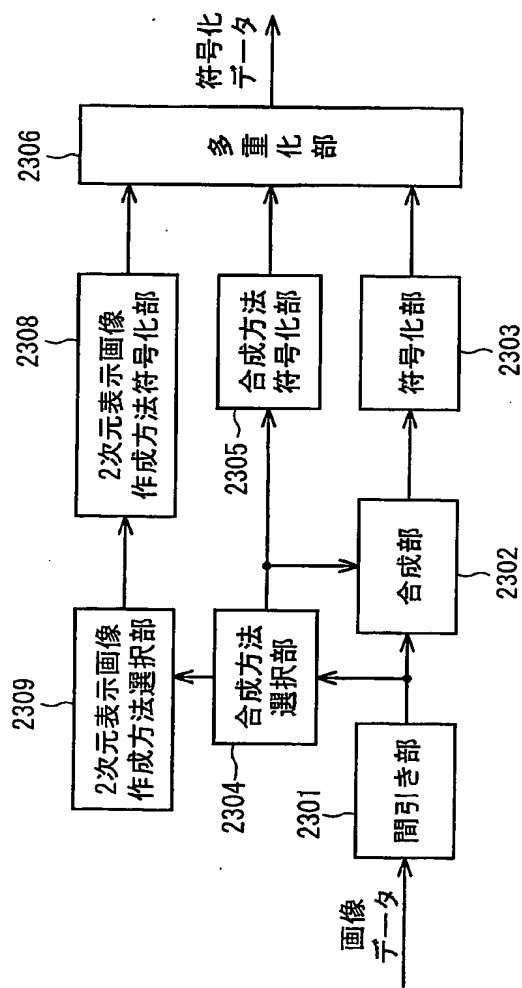 2309
2次元表示画像
作成方法選択部
2308
2次元表示画像
作成方法符号化部
2306
多重化部
符号化
データ
2304
合成方法
選択部
2305
合成方法
符号化部
2301
画像
データ
間引き部
合成部
2302
符号化部
2303